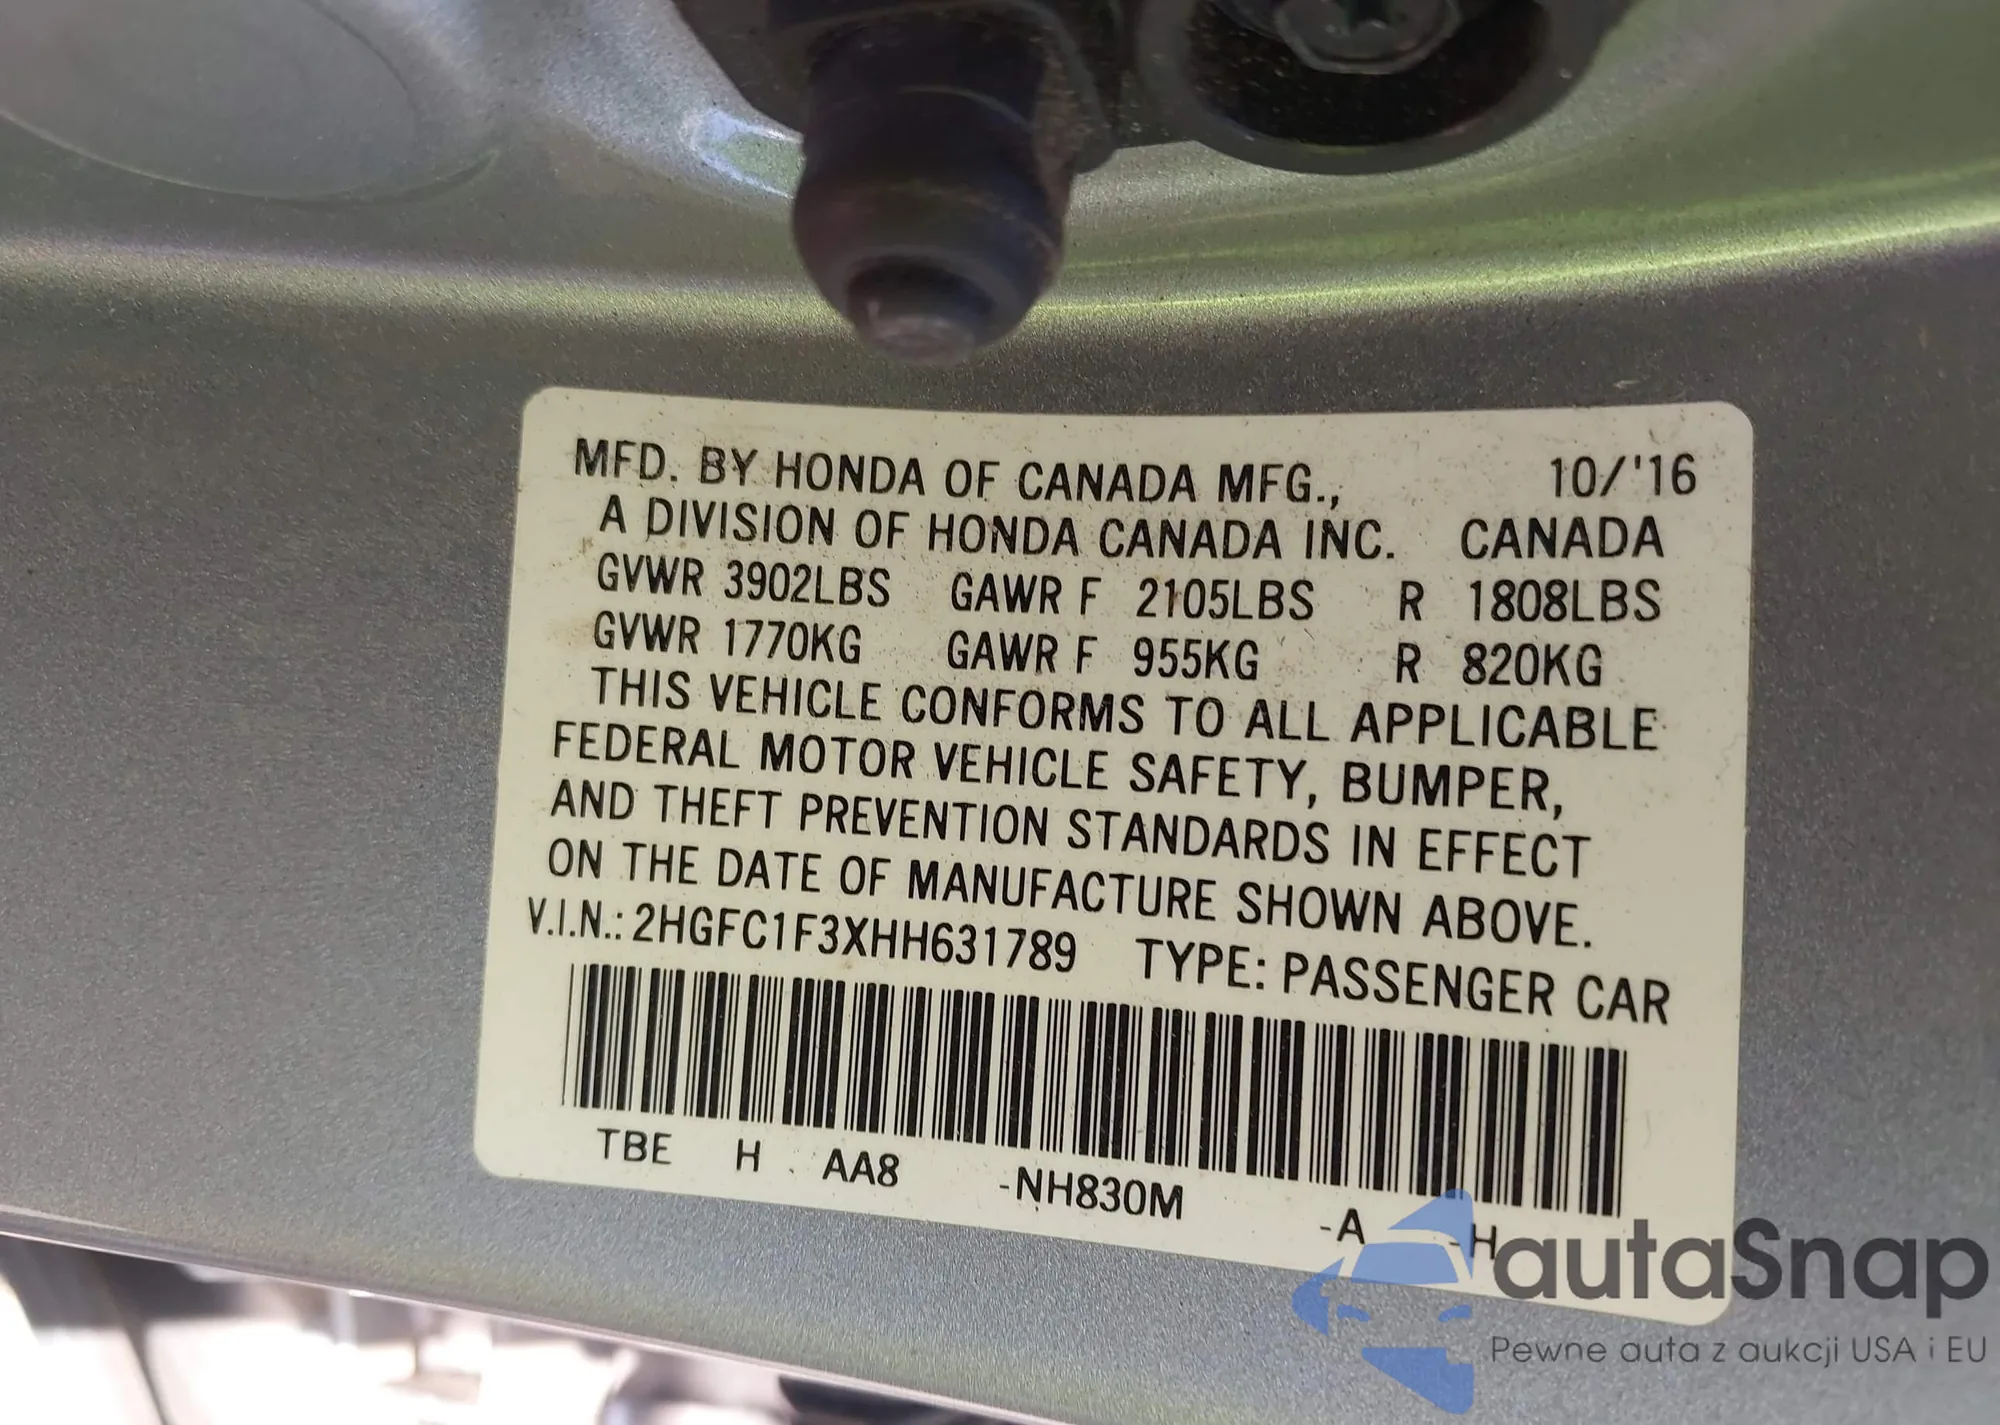 MFD. BY HONDA OF CANADA MFG., 10/'16
A DIVISION OF HONDA CANADA INC. CANADA
GVWR 3902LBS GAWR F 2105LBS R 1808LBS
GVWR 1770KG GAWR F 955KG R 820KG
THIS VEHICLE CONFORMS TO ALL APPLICABLE
FEDERAL MOTOR VEHICLE SAFETY, BUMPER,
AND THEFT PREVENTION STANDARDS IN EFFECT
ON THE DATE OF MANUFACTURE SHOWN ABOVE.
V.I.N.: 2HGFC1F3XHH631789 TYPE: PASSENGER CAR
TBE H AA8 -NH830M -A -H
autaSnap
Pewne auta z aukcji USA i EU